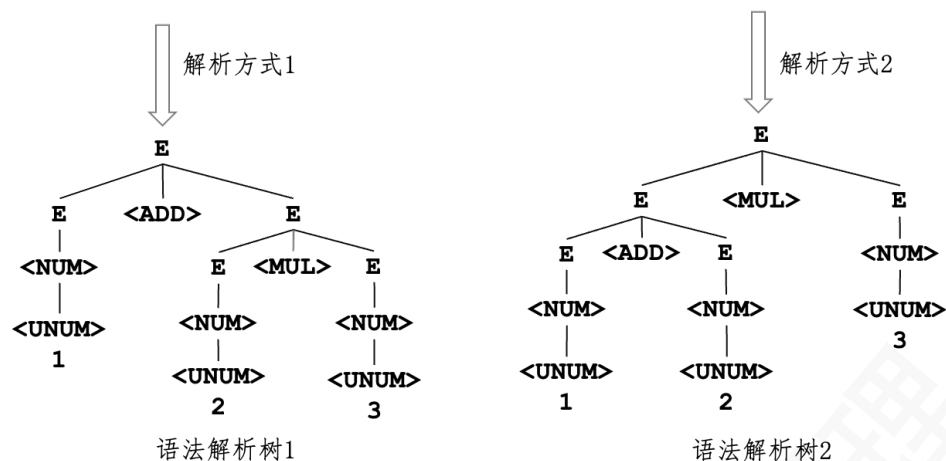 解析方式1
E
E <ADD> E
<NUM> E <MUL> E
<UNUM> <NUM> <NUM>
1 <UNUM> <UNUM>
2 3
语法解析树1
解析方式2
E
E <MUL> E
E <ADD> E <NUM>
<NUM> <NUM> <UNUM>
3
<UNUM> <UNUM>
1 2
语法解析树2
理